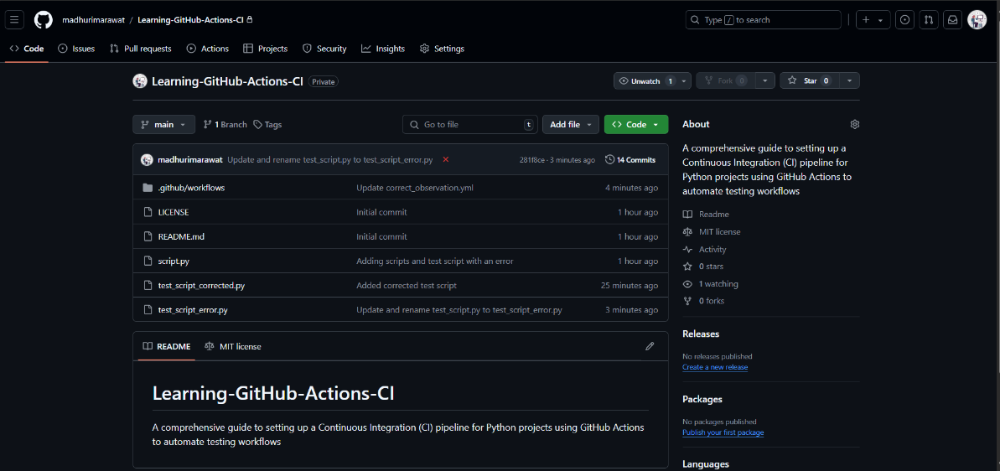 madhurimarawat / Learning-GitHub-Actions-CI
Type / to search
Code Issues Pull requests Actions Projects Security Insights Settings
Learning-GitHub-Actions-CI Private
Unwatch 1 Fork 0 Star 0
main 1 Branch Tags Go to file t Add file Code
madhurimarawat Update and rename test_script.py to test_script_error.py 281f8ce · 3 minutes ago 14 Commits
.github/workflows Update correct_observation.yml 4 minutes ago
LICENSE Initial commit 1 hour ago
README.md Initial commit 1 hour ago
script.py Adding scripts and test script with an error 1 hour ago
test_script_corrected.py Added corrected test script 25 minutes ago
test_script_error.py Update and rename test_script.py to test_script_error.py 3 minutes ago
README MIT license
Learning-GitHub-Actions-CI
A comprehensive guide to setting up a Continuous Integration (CI) pipeline for Python projects using GitHub Actions
to automate testing workflows
About
A comprehensive guide to setting up a
Continuous Integration (CI) pipeline for
Python projects using GitHub Actions to
automate testing workflows
Readme
MIT license
Activity
0 stars
1 watching
0 forks
Releases
No releases published
Create a new release
Packages
No packages published
Publish your first package
Languages